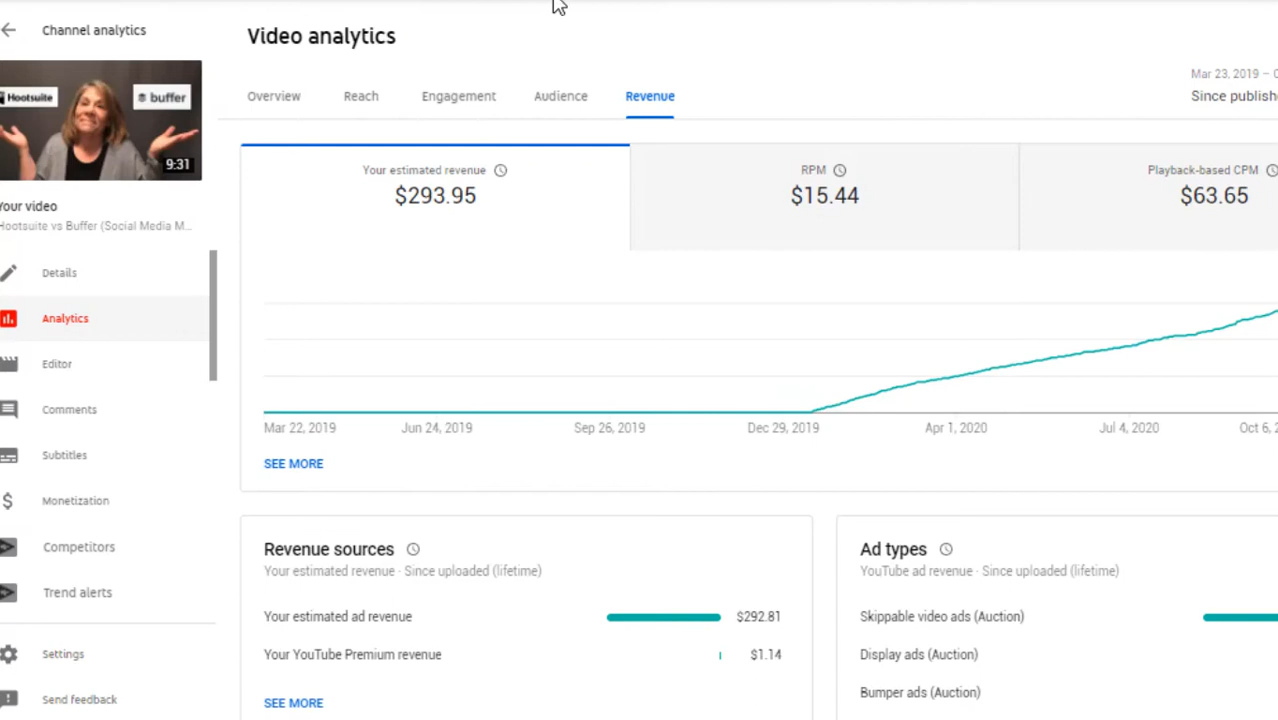 Channel analytics
Hootsuite
buffer
9:31
Your video
Hootsuite vs Buffer (Social Media M...
Details
Analytics
Editor
Comments
Subtitles
Monetization
Competitors
Trend alerts
Settings
Send feedback
Video analytics
Overview Reach Engagement Audience Revenue
Mar 23, 2019 –
Since publish
Your estimated revenue
$293.95
RPM
$15.44
Playback-based CPM
$63.65
Mar 22, 2019 Jun 24, 2019 Sep 26, 2019 Dec 29, 2019 Apr 1, 2020 Jul 4, 2020 Oct 6, 2
SEE MORE
Revenue sources
Your estimated revenue · Since uploaded (lifetime)
Your estimated ad revenue $292.81
Your YouTube Premium revenue $1.14
SEE MORE
Ad types
YouTube ad revenue · Since uploaded (lifetime)
Skippable video ads (Auction)
Display ads (Auction)
Bumper ads (Auction)